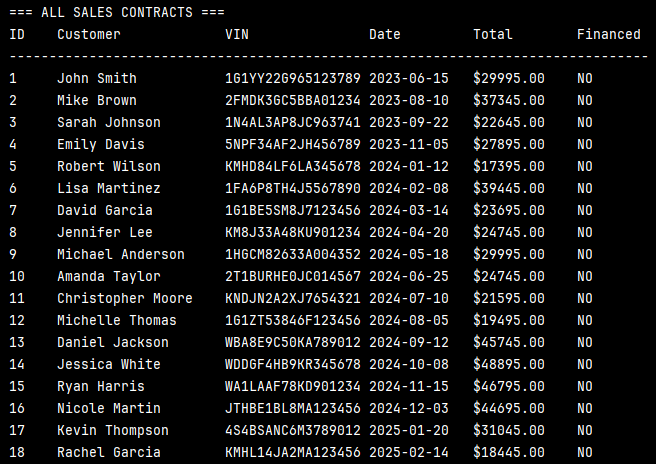 === ALL SALES CONTRACTS ===
ID    Customer             VIN               Date         Total        Financed
--------------------------------------------------------------------------------
1     John Smith           1G1YY22G965123789 2023-06-15   $29995.00    NO
2     Mike Brown           2FMDK3GC5BBA01234 2023-08-10   $37345.00    NO
3     Sarah Johnson        1N4AL3AP8JC963741 2023-09-22   $22645.00    NO
4     Emily Davis          5NPF34AF2JH456789 2023-11-05   $27895.00    NO
5     Robert Wilson        KMHD84LF6LA345678 2024-01-12   $17395.00    NO
6     Lisa Martinez        1FA6P8TH4J5567890 2024-02-08   $39445.00    NO
7     David Garcia         1G1BE5SM8J7123456 2024-03-14   $23695.00    NO
8     Jennifer Lee         KM8J33A48KU901234 2024-04-20   $24745.00    NO
9     Michael Anderson     1HGCM82633A004352 2024-05-18   $29995.00    NO
10    Amanda Taylor        2T1BURHE0JC014567 2024-06-25   $24745.00    NO
11    Christopher Moore    KNDJN2A2XJ7654321 2024-07-10   $21595.00    NO
12    Michelle Thomas      1G1ZT53846F123456 2024-08-05   $19495.00    NO
13    Daniel Jackson       WBA8E9C50KA789012 2024-09-12   $45745.00    NO
14    Jessica White        WDDGF4HB9KR345678 2024-10-08   $48895.00    NO
15    Ryan Harris          WA1LAAF78KD901234 2024-11-15   $46795.00    NO
16    Nicole Martin        JTHBE1BL8MA123456 2024-12-03   $44695.00    NO
17    Kevin Thompson       4S4BSANC6M3789012 2025-01-20   $31045.00    NO
18    Rachel Garcia        KMHL14JA2MA123456 2025-02-14   $18445.00    NO